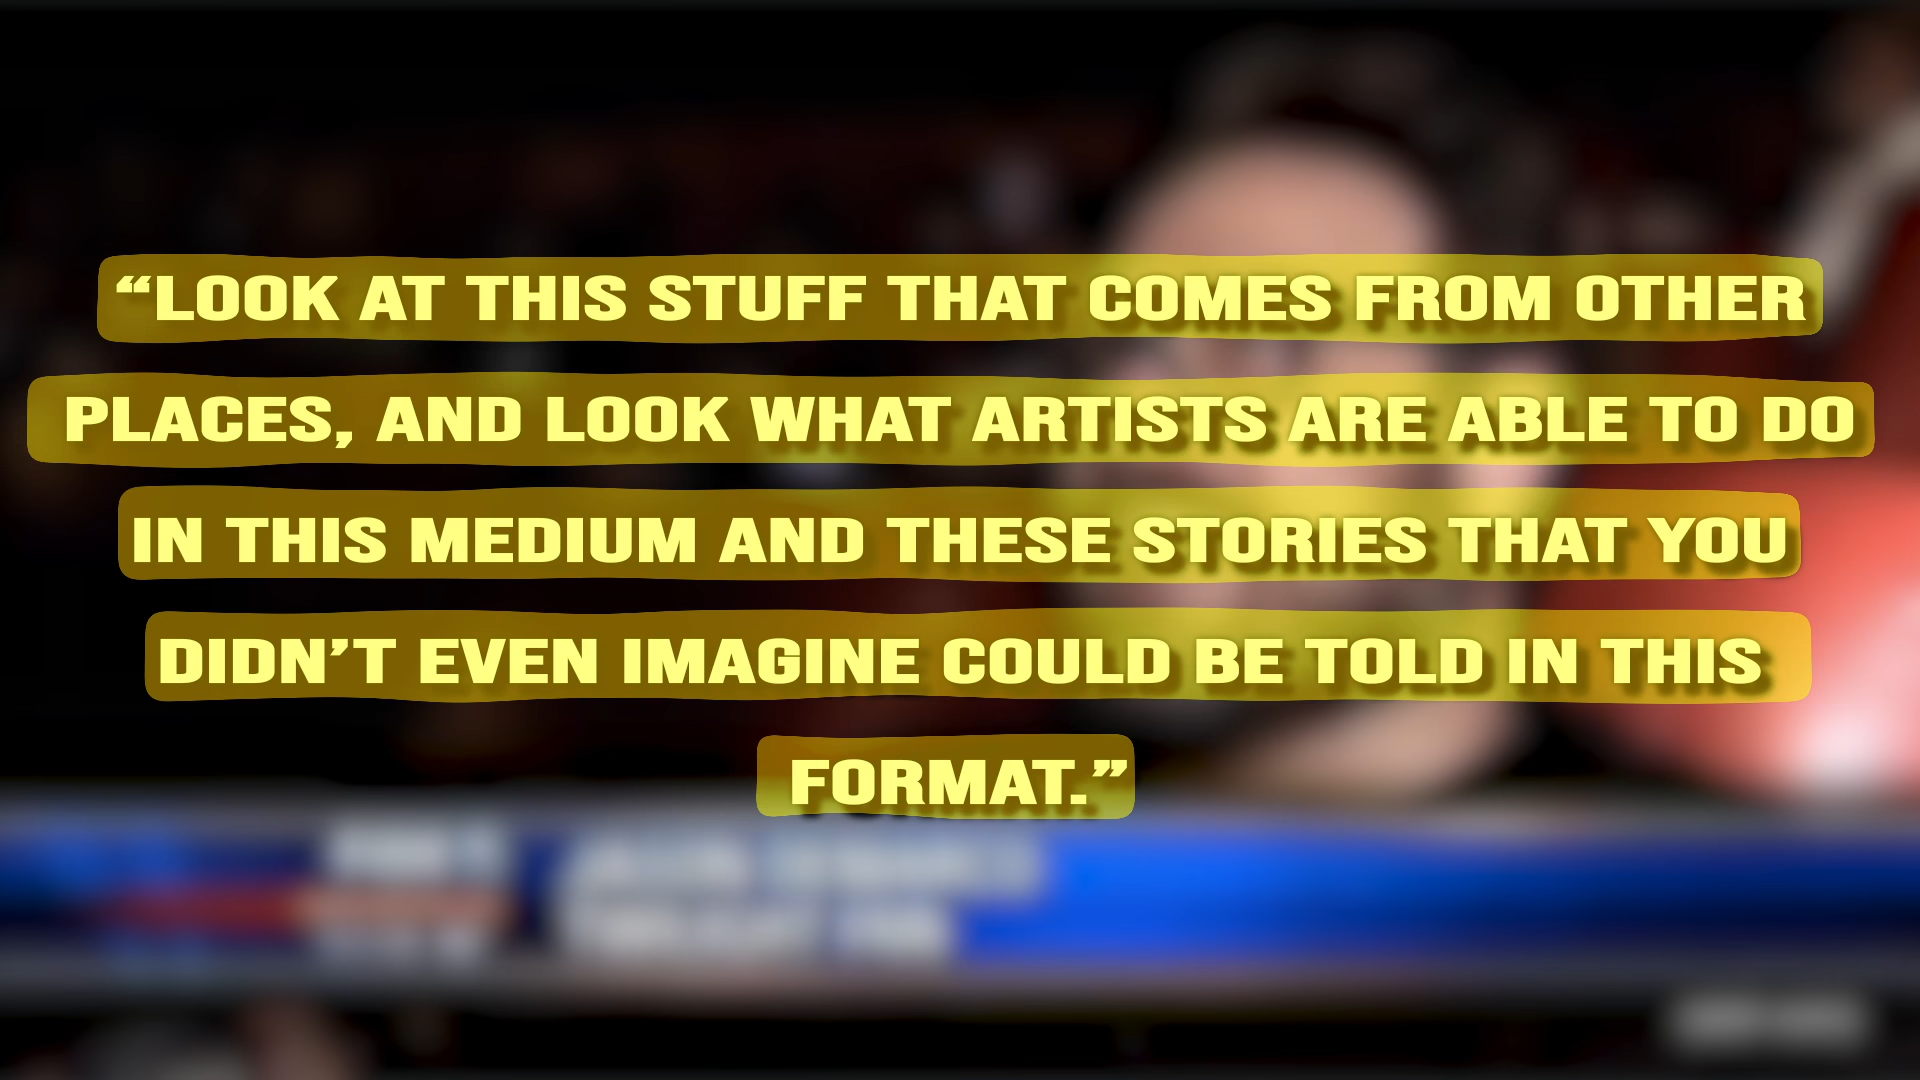 “LOOK AT THIS STUFF THAT COMES FROM OTHER
PLACES, AND LOOK WHAT ARTISTS ARE ABLE TO DO
IN THIS MEDIUM AND THESE STORIES THAT YOU
DIDN’T EVEN IMAGINE COULD BE TOLD IN THIS
FORMAT.”